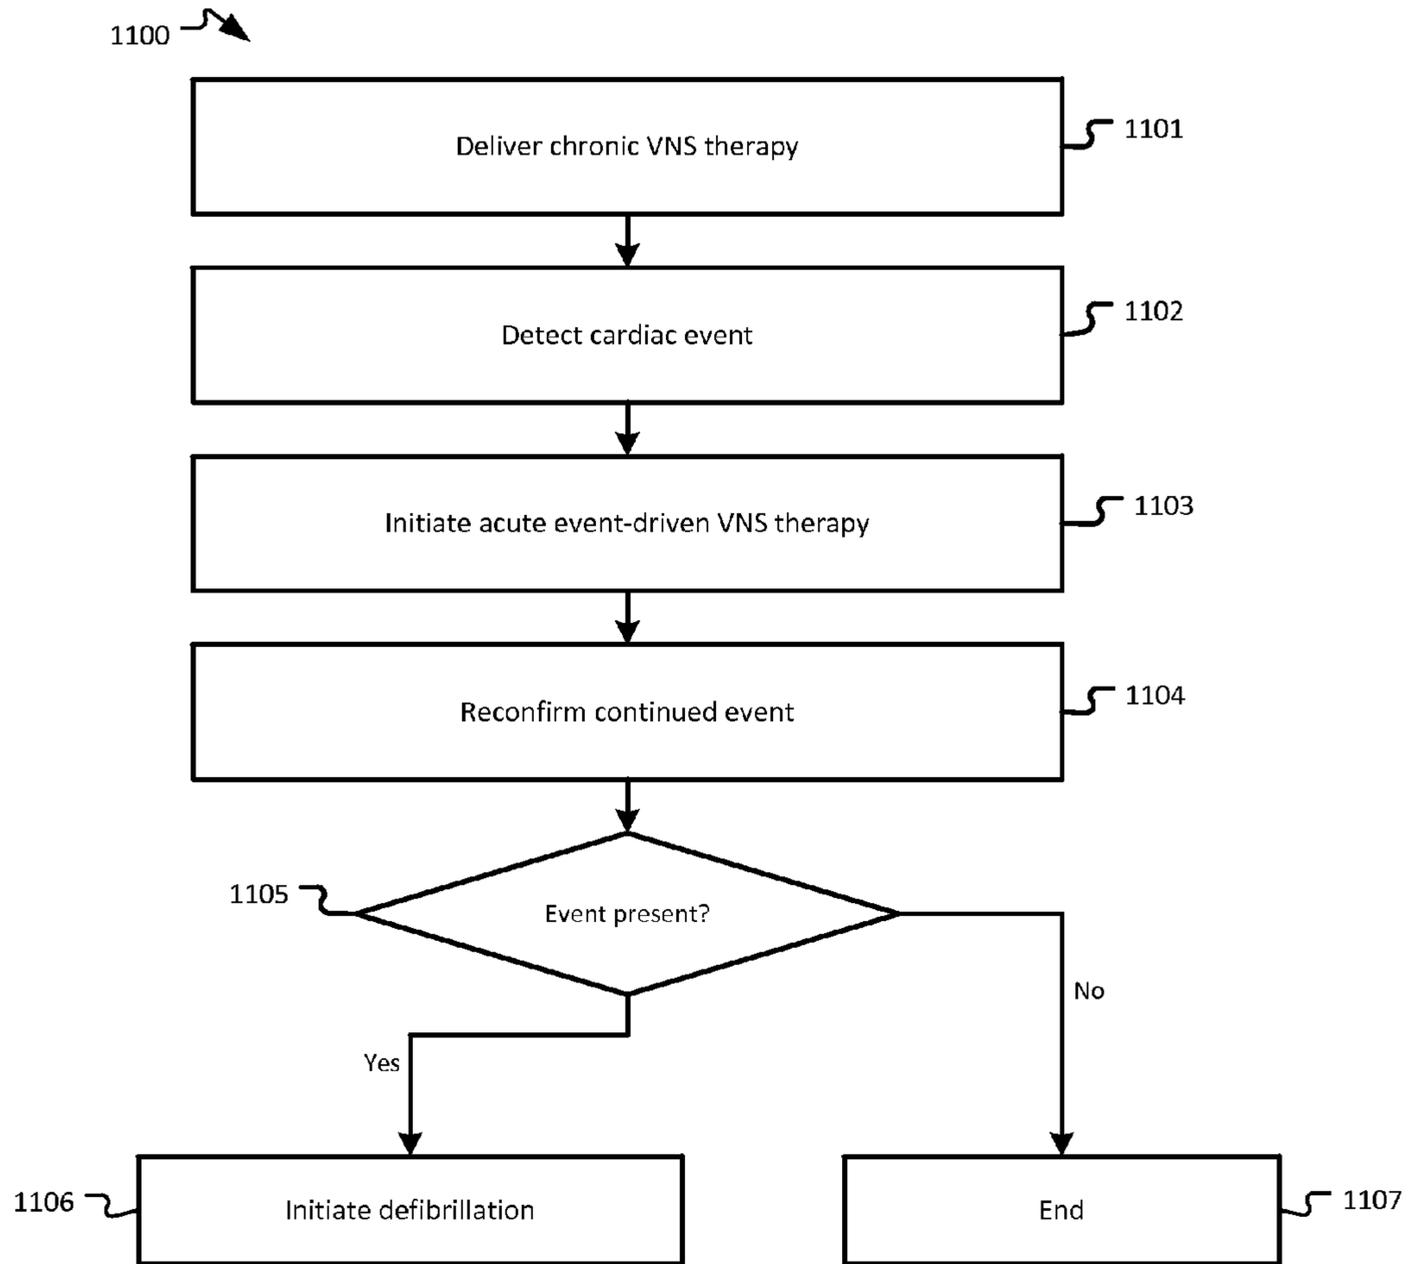 1100
Deliver chronic VNS therapy
1101
Detect cardiac event
1102
Initiate acute event-driven VNS therapy
1103
Reconfirm continued event
1104
1105
Event present?
No
Yes
1106
Initiate defibrillation
End
1107